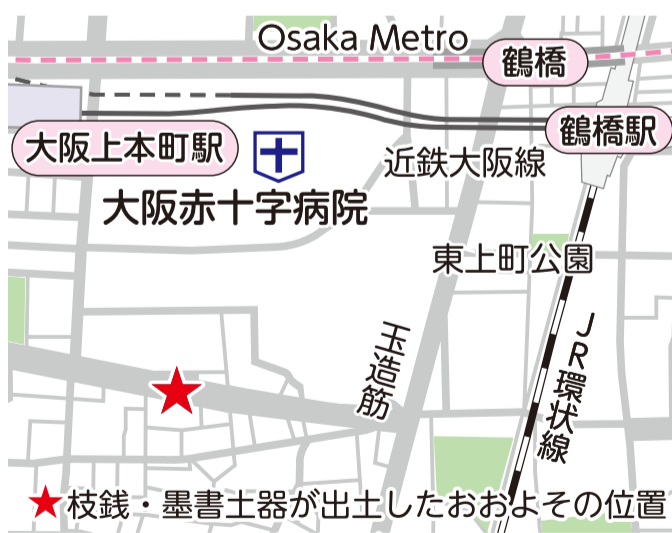 Osaka Metro
鶴橋
大阪上本町駅
鶴橋駅
近鉄大阪線
大阪赤十字病院
東上町公園
玉造筋
JR環状線
★枝銭・墨書土器が出土したおおよその位置